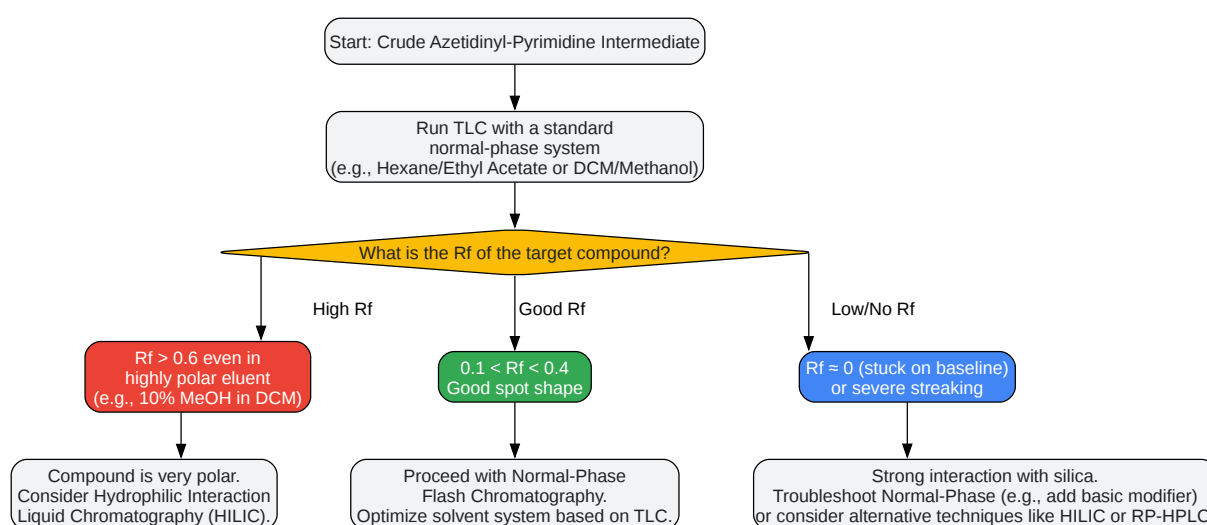 Start: Crude Azetidinyl-Pyrimidine Intermediate
Run TLC with a standard
normal-phase system
(e.g., Hexane/Ethyl Acetate or DCM/Methanol)
What is the Rf of the target compound?
High Rf
Good Rf
Low/No Rf
Rf > 0.6 even in
highly polar eluent
(e.g., 10% MeOH in DCM)
0.1 < Rf < 0.4
Good spot shape
Rf ≈ 0 (stuck on baseline)
or severe streaking
Compound is very polar.
Consider Hydrophilic Interaction
Liquid Chromatography (HILIC).
Proceed with Normal-Phase
Flash Chromatography.
Optimize solvent system based on TLC.
Strong interaction with silica.
Troubleshoot Normal-Phase (e.g., add basic modifier)
or consider alternative techniques like HILIC or RP-HPLC